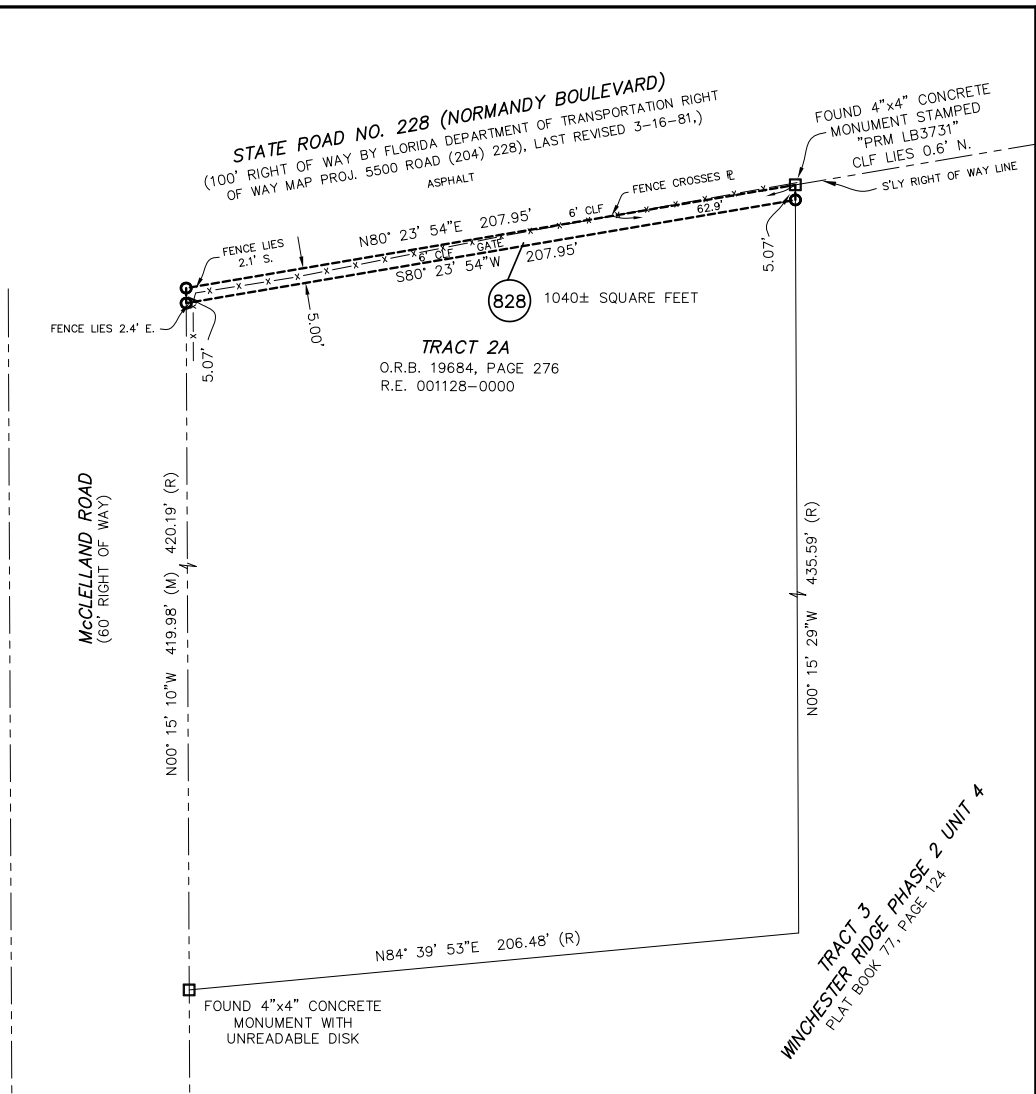 STATE ROAD NO. 228 (NORMANDY BOULEVARD)
(100' RIGHT OF WAY BY FLORIDA DEPARTMENT OF TRANSPORTATION RIGHT
OF WAY MAP PROJ. 5500 ROAD (204) 228), LAST REVISED 3-16-81,)
ASPHALT
FOUND 4"x4" CONCRETE
MONUMENT STAMPED
"PRM LB3731"
CLF LIES 0.6' N.
S'LY RIGHT OF WAY LINE
FENCE CROSSES ⅊
6' CLF
62.9'
N80° 23' 54"E 207.95'
FENCE LIES
2.1' S.
6' CLF
GATE
S80° 23' 54"W 207.95'
5.07'
828
1040± SQUARE FEET
FENCE LIES 2.4' E.
5.07'
5.00'
TRACT 2A
O.R.B. 19684, PAGE 276
R.E. 001128-0000
McCLELLAND ROAD
(60' RIGHT OF WAY)
N00° 15' 10"W 419.98' (M) 420.19' (R)
N00° 15' 29"W 435.59' (R)
N84° 39' 53"E 206.48' (R)
FOUND 4"x4" CONCRETE
MONUMENT WITH
UNREADABLE DISK
TRACT 3
WINCHESTER RIDGE PHASE 2 UNIT 4
PLAT BOOK 77, PAGE 124